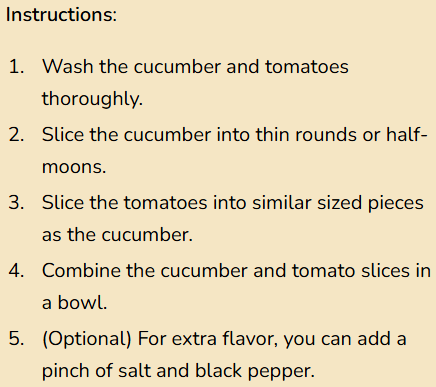 Instructions:
1. Wash the cucumber and tomatoes
thoroughly.
2. Slice the cucumber into thin rounds or half-
moons.
3. Slice the tomatoes into similar sized pieces
as the cucumber.
4. Combine the cucumber and tomato slices in
a bowl.
5. (Optional) For extra flavor, you can add a
pinch of salt and black pepper.